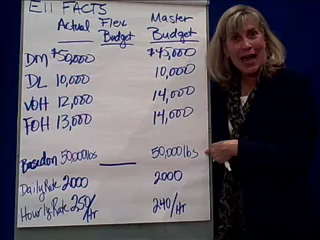 E11 FACTS
Actual Flex Budget Master Budget
DM $50,000 $45,000
DL 10,000 10,000
VOH 12,000 14,000
FOH 13,000 14,000
Based on 50,000 lbs 50,000 lbs
Daily Rate 2000 2000
Hourly Rate 250/Hr 240/Hr